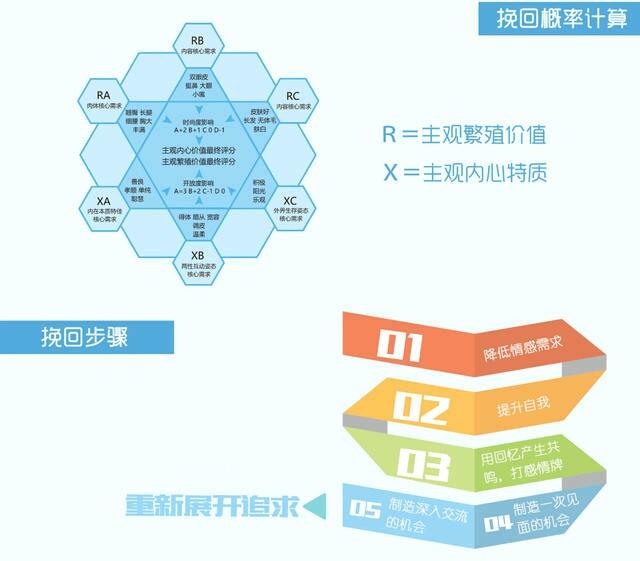 挽回概率计算
RB
内容核心需求
RA
肉体核心需求
RC
内容核心需求
双眼皮
挺鼻 大眼
小嘴
翘臀 长腿
细腰 胸大
丰满
皮肤好
长发 无体毛
肤白
时尚度影响
A+2 B+1 C 0 D-1
主观内心价值最终评分
主观繁殖价值最终评分
开放度影响
A=3 B+2 C-1 D 0
善良
孝顺 单纯
聪慧
积极
阳光
乐观
得体 顺从 宽容
调皮
温柔
XA
内在本质特佳
核心需求
XC
外界生存姿态
核心需求
XB
两性互动姿态
核心需求
R=主观繁殖价值
X=主观内心特质
挽回步骤
01
降低情感需求
02
提升自我
03
用回忆产生共
鸣，打感情牌
04
制造一次见
面的机会
05
制造深入交流
的机会
重新展开追求